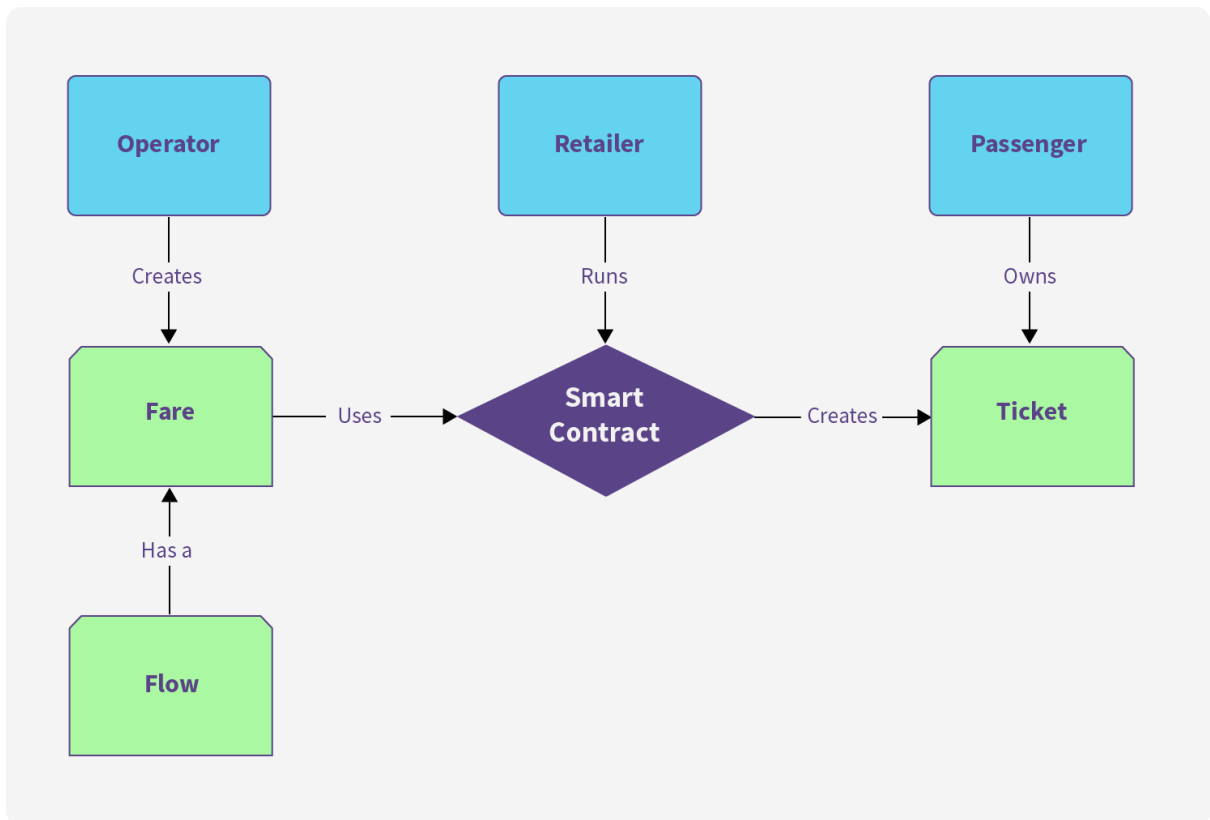 Operator
Retailer
Passenger
Creates
Runs
Owns
Fare
Uses
Smart
Contract
Creates
Ticket
Has a
Flow